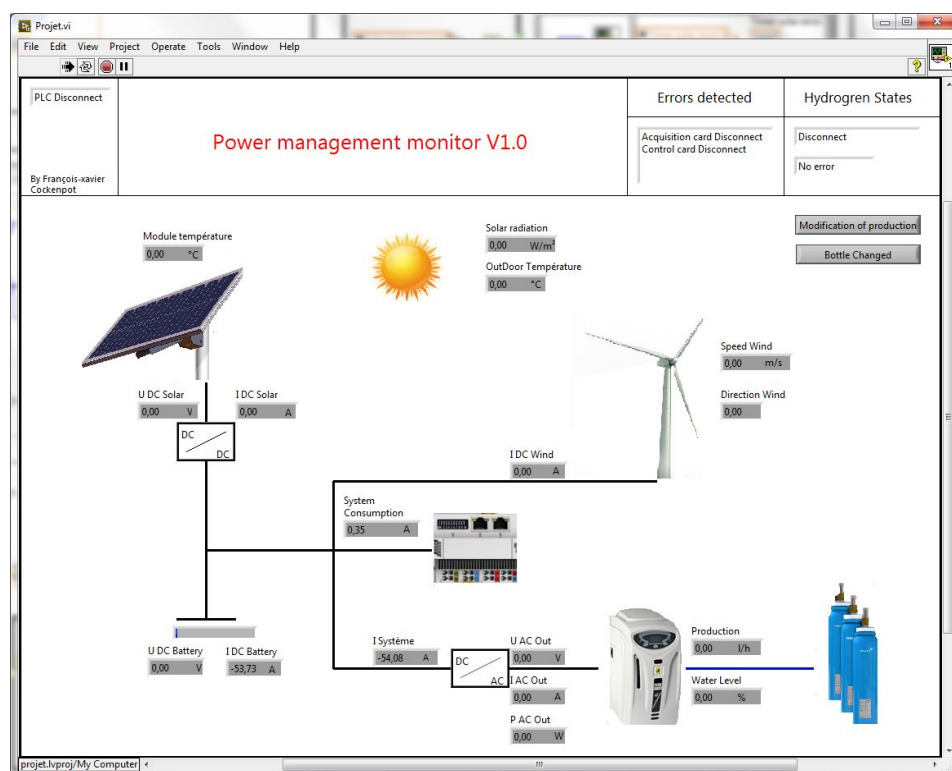 Projet.vi
File Edit View Project Operate Tools Window Help
PLC Disconnect
By François-xavier
Cockenpot
Power management monitor V1.0
Errors detected
Acquisition card Disconnect
Control card Disconnect
Hydrogren States
Disconnect
No error
Modification of production
Bottle Changed
Module température
0,00 °C
Solar radiation
0,00 W/m²
OutDoor Température
0,00 °C
Speed Wind
0,00 m/s
Direction Wind
0,00
U DC Solar
0,00 V
I DC Solar
0,00 A
DC
DC
I DC Wind
0,00 A
System
Consumption
0,35 A
U DC Battery
0,00 V
I DC Battery
-53,73 A
I Système
-54,08 A
DC
AC
U AC Out
0,00 V
I AC Out
0,00 A
P AC Out
0,00 W
Production
0,00 l/h
Water Level
0,00 %
projet.lvproj/My Computer